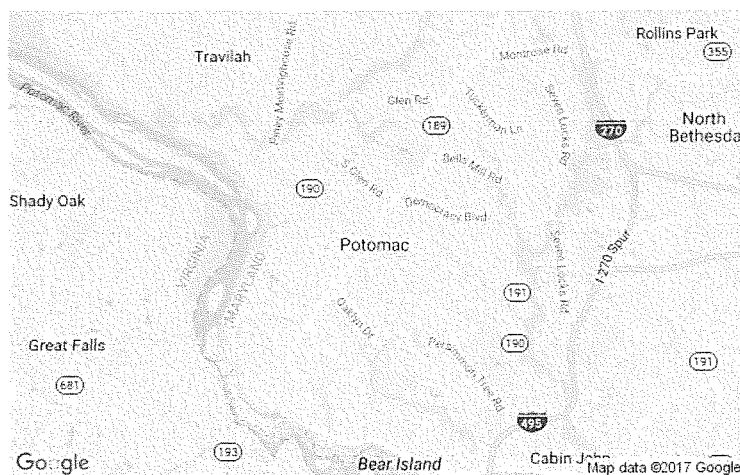 Rollins Park
355
Travilah
Montrose Rd
Piney Meetinghouse Rd
Potomac River
Glen Rd
Tuckerman Ln
Seven Locks Rd
189
270
North
Bethesda
Bells Mill Rd
S Glen Rd
190
Shady Oak
Democracy Blvd
Potomac
VIRGINIA
MARYLAND
Seven Locks Rd
I-270 Spur
191
Oaklyn Dr
Persimmon Tree Rd
190
Great Falls
191
681
495
193
Google
Bear Island
Cabin John
Map data ©2017 Google